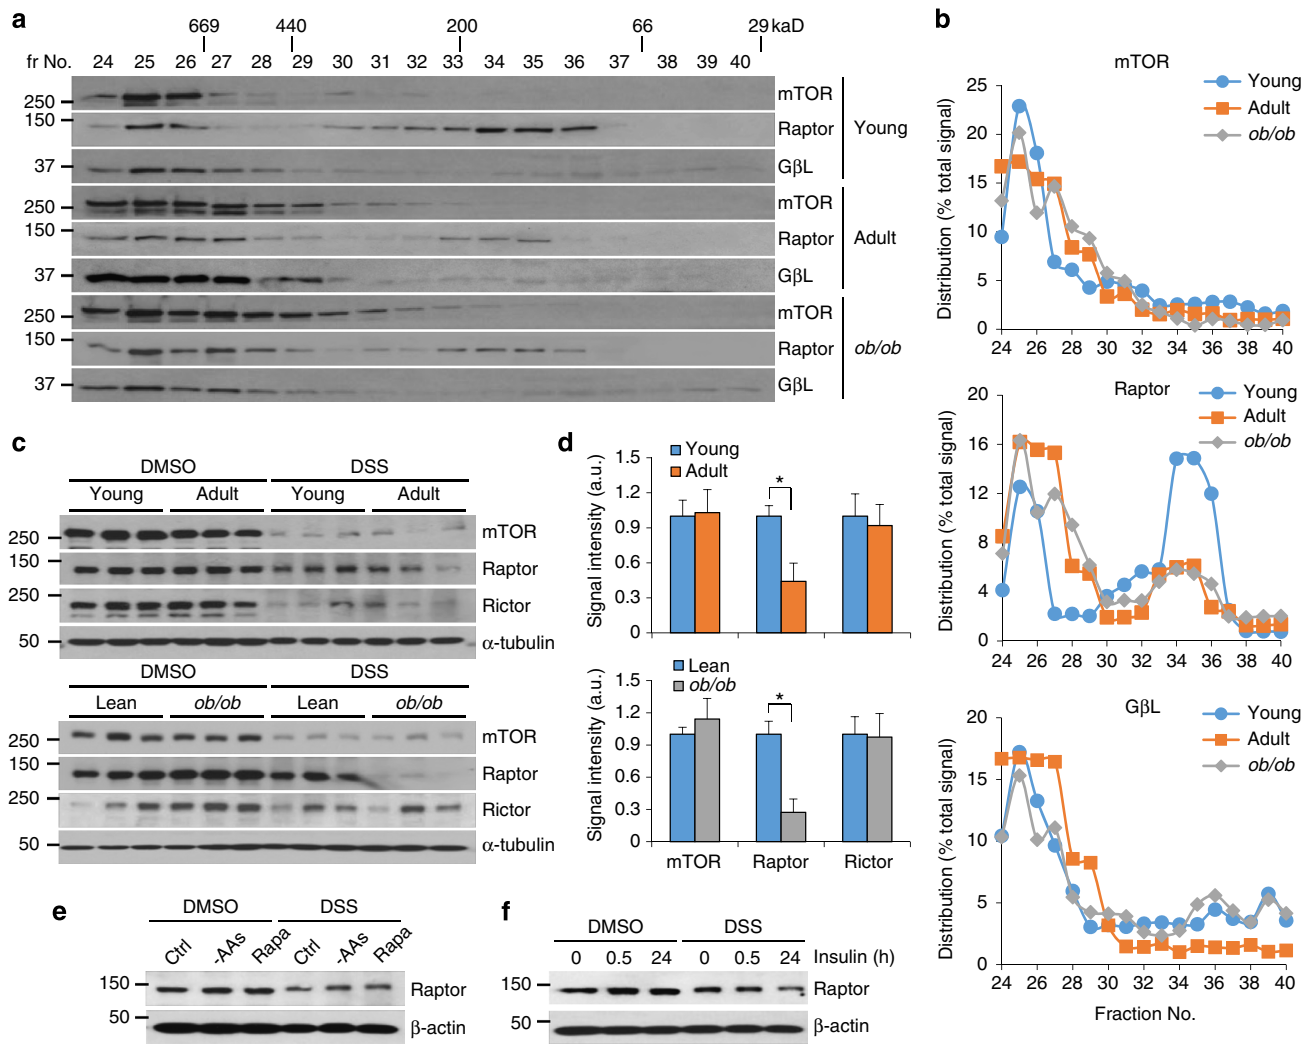 a
669 440 200 66 29 kaD
fr No. 24 25 26 27 28 29 30 31 32 33 34 35 36 37 38 39 40
250 mTOR
150 Raptor Young
37 GβL
250 mTOR
150 Raptor Adult
37 GβL
250 mTOR
150 Raptor ob/ob
37 GβL
b
mTOR
Young
Adult
ob/ob
Distribution (% total signal)
25
20
15
10
5
0
24 26 28 30 32 34 36 38 40
Raptor
Young
Adult
ob/ob
Distribution (% total signal)
20
16
12
8
4
0
24 26 28 30 32 34 36 38 40
GβL
Young
Adult
ob/ob
Distribution (% total signal)
20
15
10
5
0
24 26 28 30 32 34 36 38 40
Fraction No.
c
DMSO DSS
Young Adult Young Adult
250 mTOR
150 Raptor
250 Rictor
50 α-tubulin
DMSO DSS
Lean ob/ob Lean ob/ob
250 mTOR
150 Raptor
250 Rictor
50 α-tubulin
d
Young
Adult
Signal intensity (a.u.)
1.5
1.2
0.9
0.6
0.3
0
*
Lean
ob/ob
Signal intensity (a.u.)
1.5
1.2
0.9
0.6
0.3
0
*
mTOR Raptor Rictor
e
DMSO DSS
Ctrl -AAs Rapa Ctrl -AAs Rapa
150 Raptor
50 β-actin
f
DMSO DSS
0 0.5 24 0 0.5 24 Insulin (h)
150 Raptor
50 β-actin